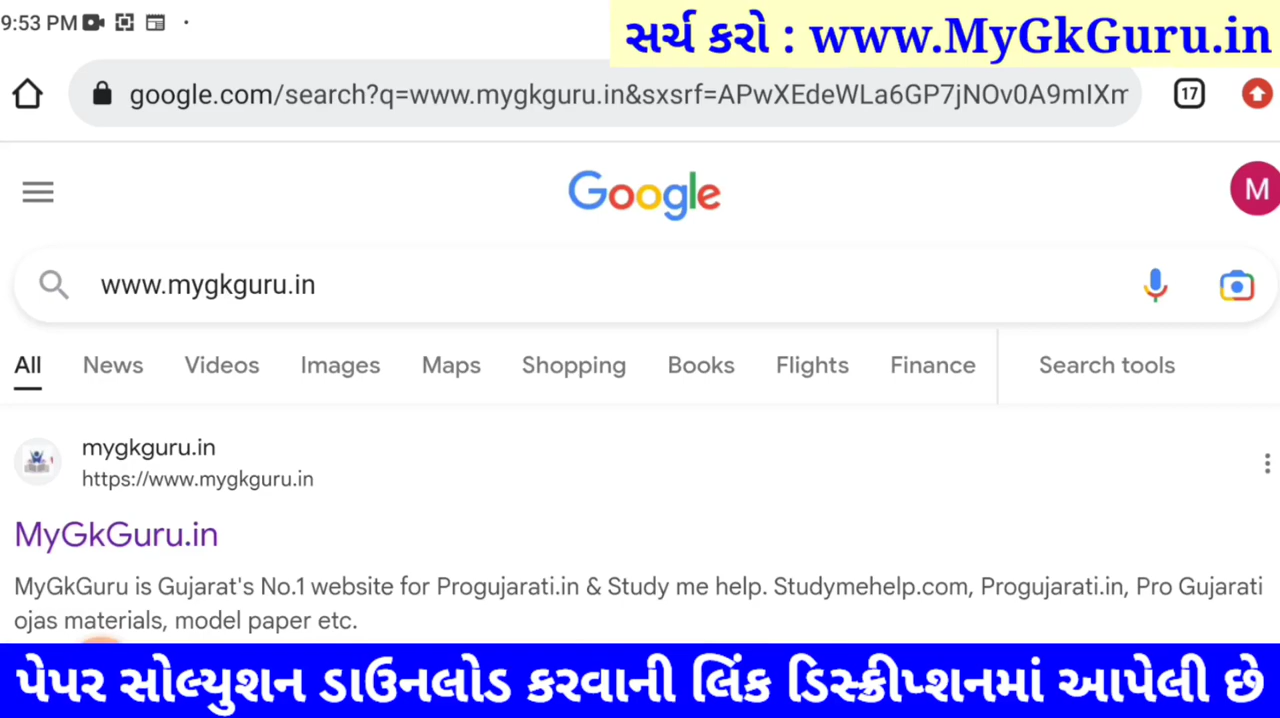 9:53 PM
સર્ચ કરો : www.MyGkGuru.in
google.com/search?q=www.mygkguru.in&sxsrf=APwXEdeWLa6GP7jNOv0A9mIXm
17
Google
M
www.mygkguru.in
All News Videos Images Maps Shopping Books Flights Finance Search tools
mygkguru.in
https://www.mygkguru.in
MyGkGuru.in
MyGkGuru is Gujarat's No.1 website for Progujarati.in & Study me help. Studymehelp.com, Progujarati.in, Pro Gujarati
ojas materials, model paper etc.
પેપર સોલ્યુશન ડાઉનલોડ કરવાની લિંક ડિસ્ક્રીપ્શનમાં આપેલી છે